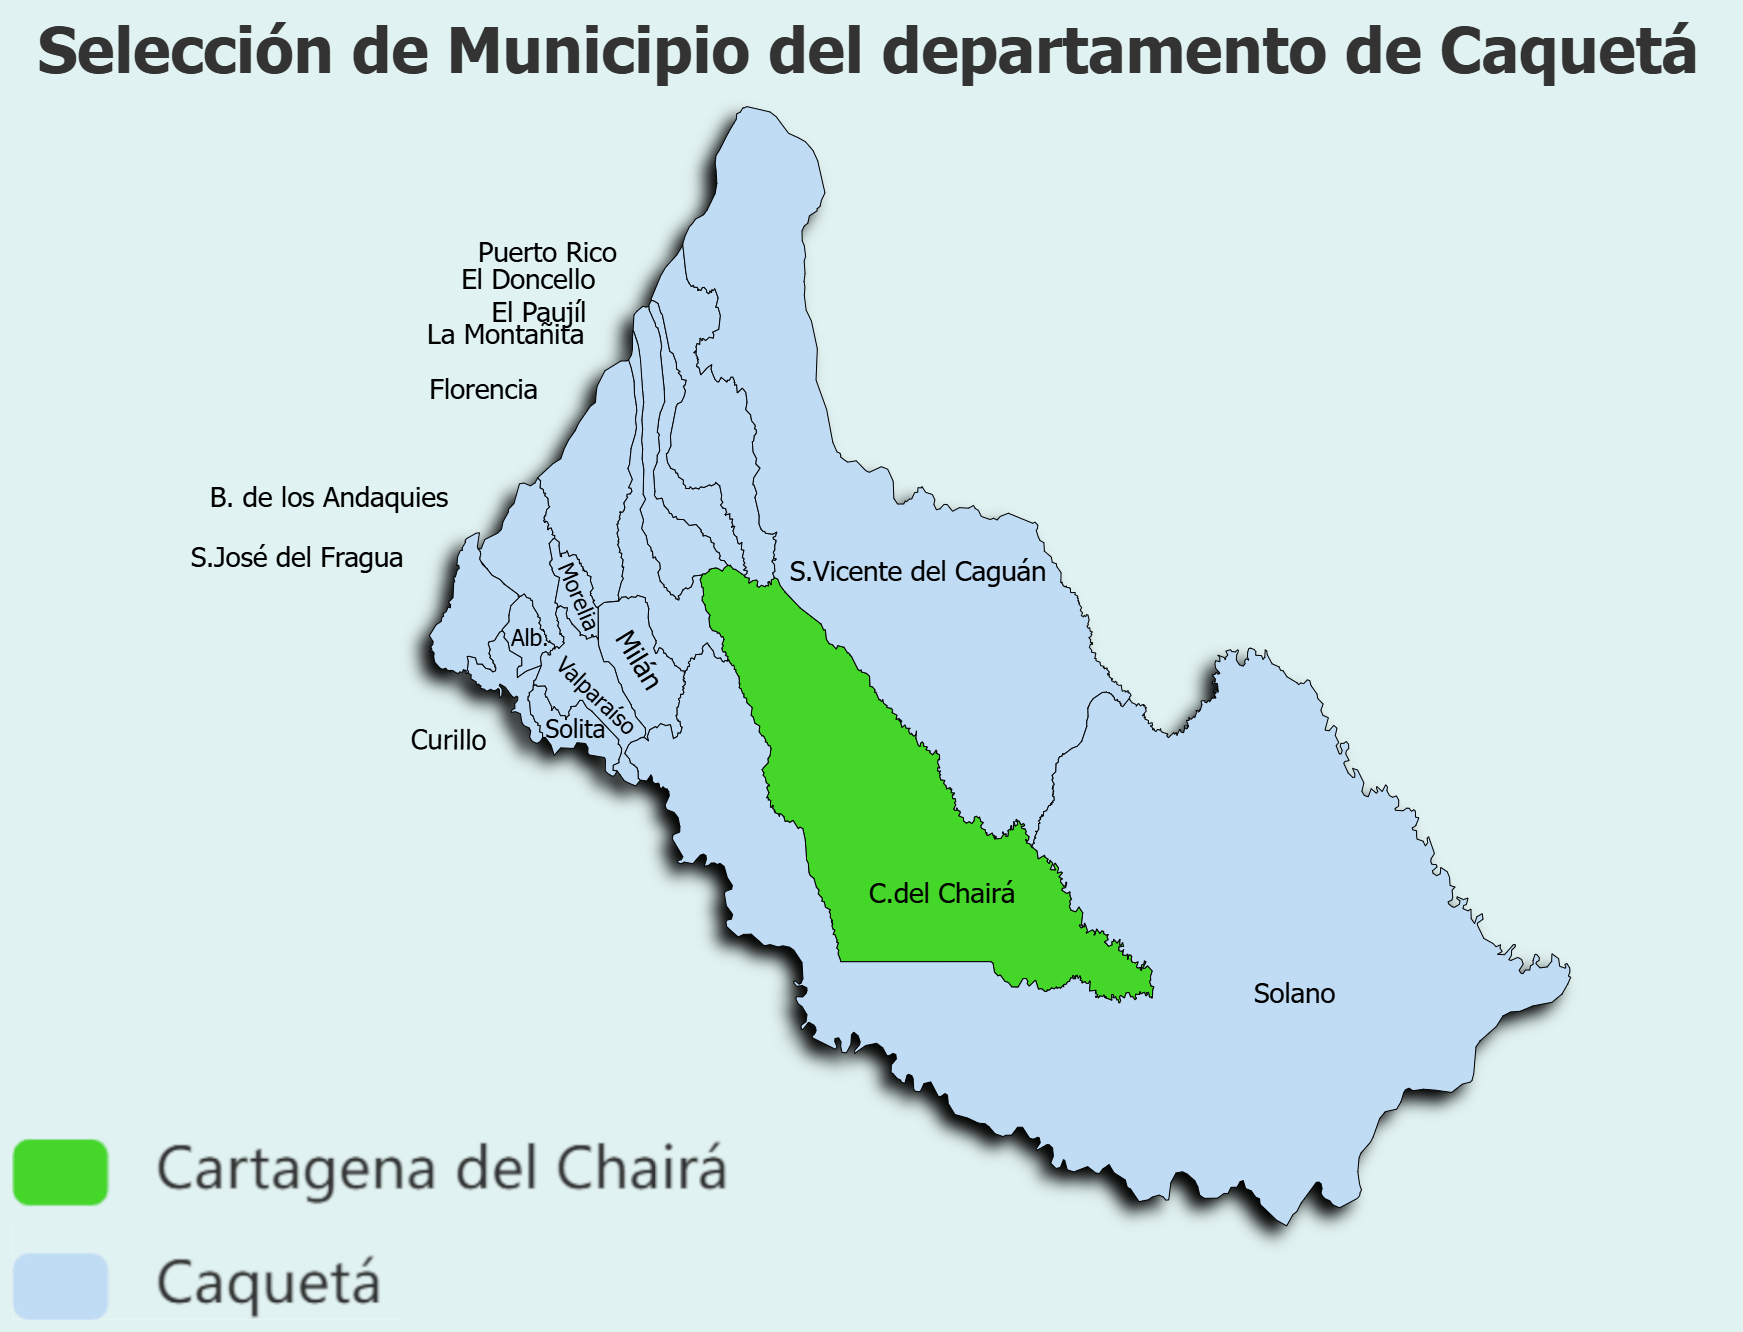 Selección de Municipio del departamento de Caquetá
Puerto Rico
El Doncello
El Paujíl
La Montañita
Florencia
B. de los Andaquies
S.José del Fragua
S.Vicente del Caguán
Morelia
Alb.
Milán
Valparaíso
Solita
Curillo
C.del Chairá
Solano
Cartagena del Chairá
Caquetá